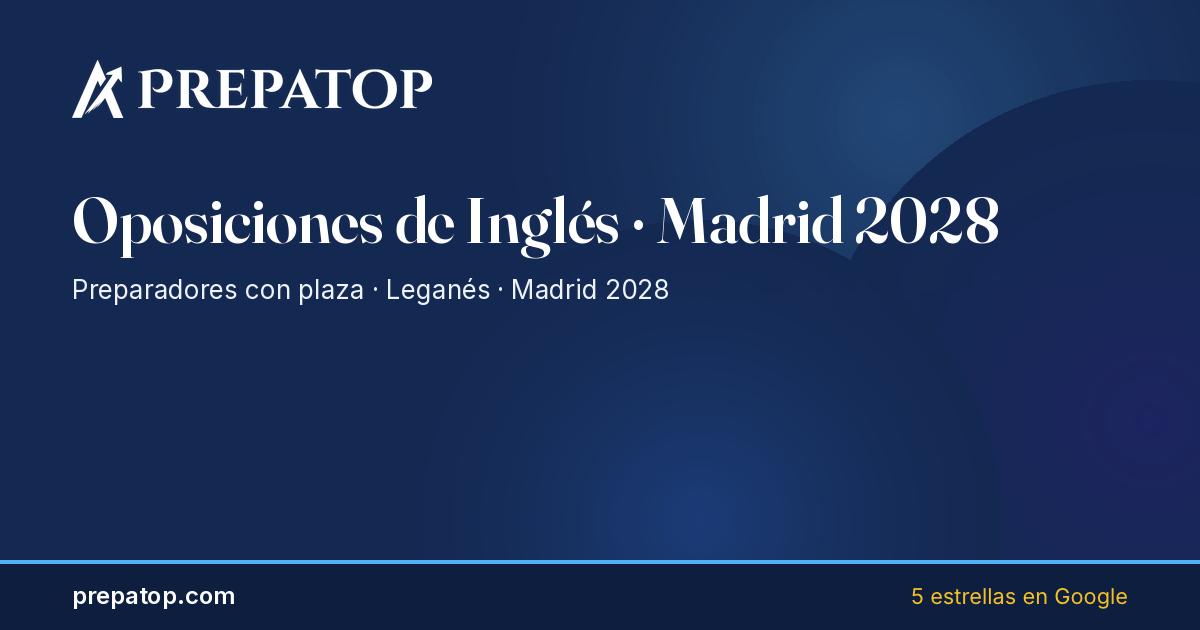 PREPATOP
Oposiciones de Inglés · Madrid 2028
Preparadores con plaza · Leganés · Madrid 2028
prepatop.com
5 estrellas en Google